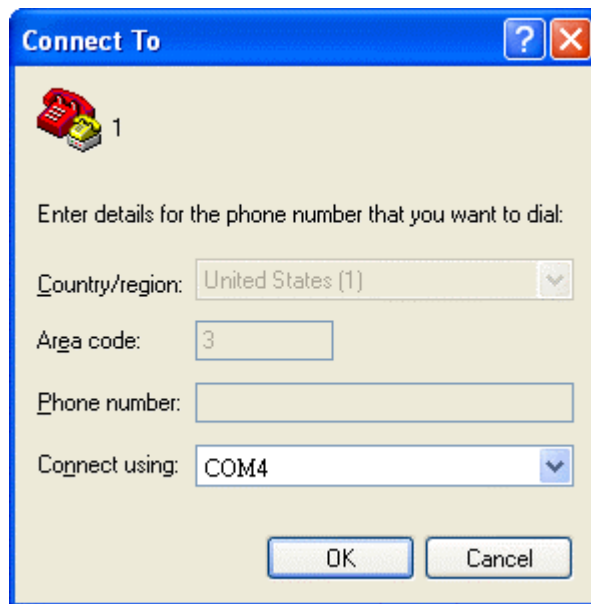 Connect To
?
1
Enter details for the phone number that you want to dial:
Country/region: United States (1)
Area code: 3
Phone number:
Connect using: COM4
OK Cancel